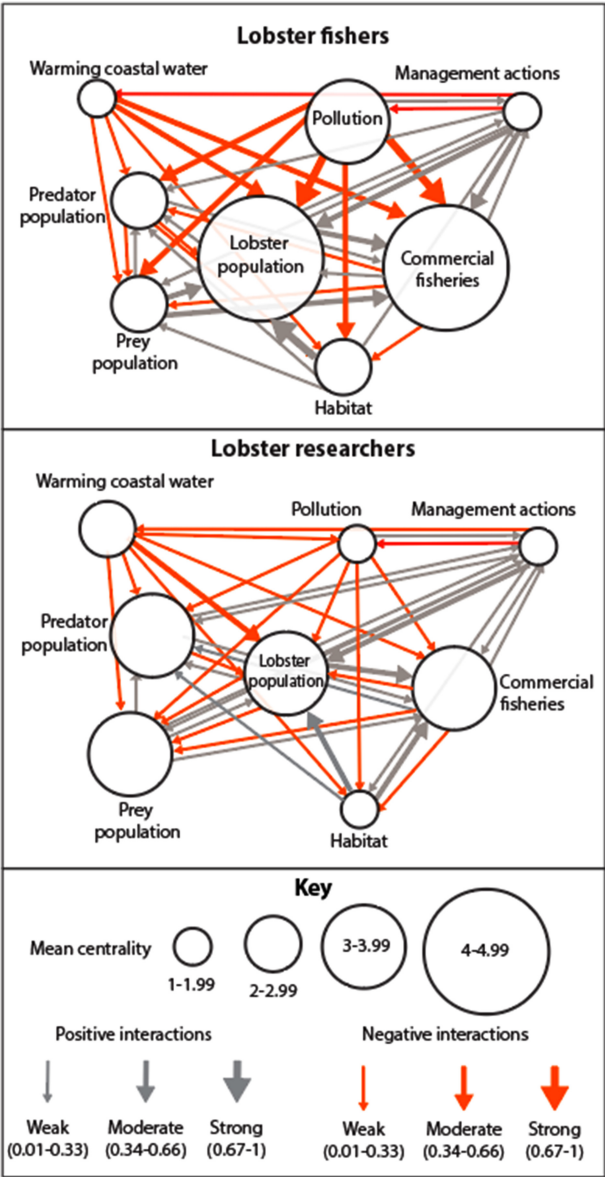 Lobster fishers
Warming coastal water
Management actions
Pollution
Predator
population
Lobster
population
Commercial
fisheries
Prey
population
Habitat
Lobster researchers
Warming coastal water
Pollution
Management actions
Predator
population
Lobster
population
Commercial
fisheries
Prey
population
Habitat
Key
Mean centrality
1-1.99
2-2.99
3-3.99
4-4.99
Positive interactions
Negative interactions
Weak
(0.01-0.33)
Moderate
(0.34-0.66)
Strong
(0.67-1)
Weak
(0.01-0.33)
Moderate
(0.34-0.66)
Strong
(0.67-1)